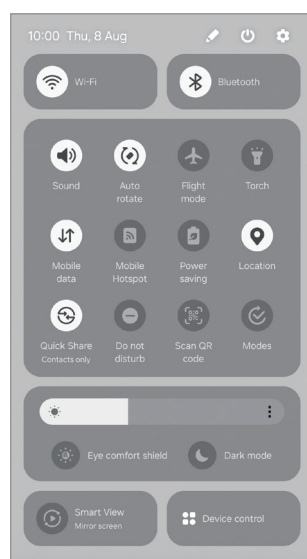 10:00 Thu, 8 Aug
Wi-Fi
Bluetooth
Sound
Auto
rotate
Flight
mode
Torch
Mobile
data
Mobile
Hotspot
Power
saving
Location
Quick Share
Contacts only
Do not
disturb
Scan QR
code
Modes
Eye comfort shield
Dark mode
Smart View
Mirror screen
Device control